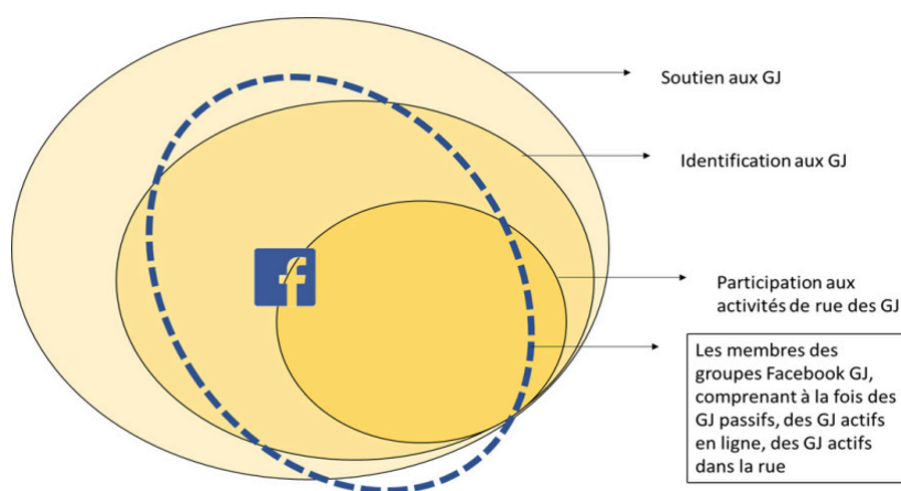 Soutien aux GJ
Identification aux GJ
f
Participation aux
activités de rue des GJ
Les membres des
groupes Facebook GJ,
comprenant à la fois des
GJ passifs, des GJ actifs
en ligne, des GJ actifs
dans la rue